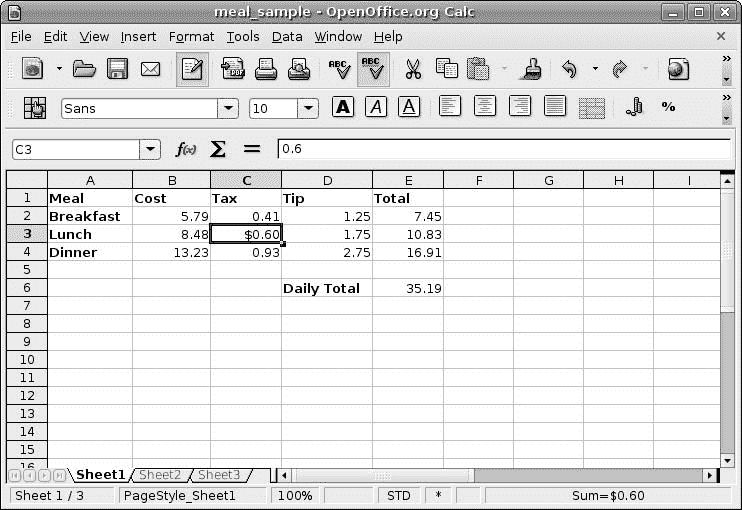 meal_sample - OpenOffice.org Calc
File Edit View Insert Format Tools Data Window Help
PDF ABC ABC
Sans 10 A A A %
C3 f(x) Σ = 0.6
A B C D E F G H I
1 Meal Cost Tax Tip Total
2 Breakfast 5.79 0.41 1.25 7.45
3 Lunch 8.48 $0.60 1.75 10.83
4 Dinner 13.23 0.93 2.75 16.91
5
6 Daily Total 35.19
7
8
9
10
11
12
13
14
15
16
Sheet1 Sheet2 Sheet3
Sheet 1 / 3 PageStyle_Sheet1 100% STD * Sum=$0.60